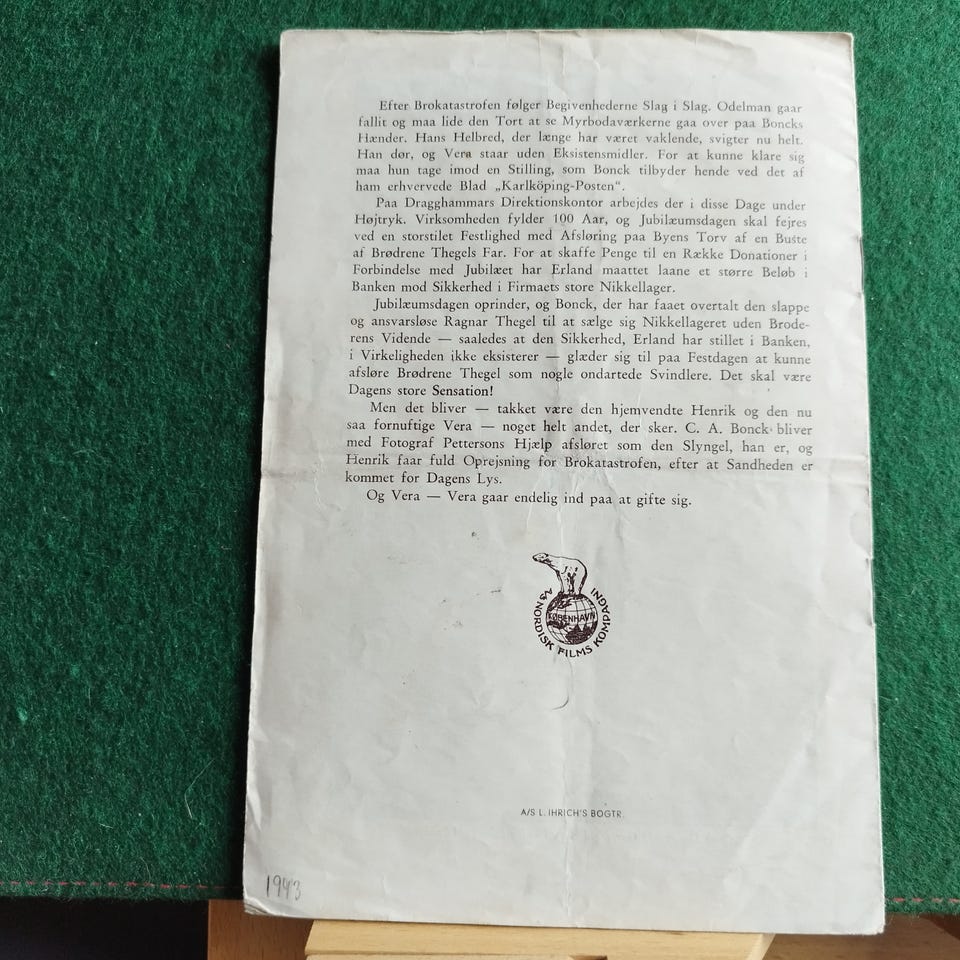 Efter Brokatastrofen følger Begivenhederne Slag i Slag. Odelman gaar
fallit og maa lide den Tort at se Myrbodaværkerne gaa over paa Boncks
Hænder. Hans Helbred, der længe har været vaklende, svigter nu helt.
Han dør, og Vera staar uden Eksistensmidler. For at kunne klare sig
maa hun tage imod en Stilling, som Bonck tilbyder hende ved det af
ham erhvervede Blad „Karlköping-Posten“.
Paa Dragghammars Direktionskontor arbejdes der i disse Dage under
Højtryk. Virksomheden fylder 100 Aar, og Jubilæumsdagen skal fejres
ved en storstilet Festlighed med Afsløring paa Byens Torv af en Buste
af Brødrene Thegels Far. For at skaffe Penge til en Række Donationer i
Forbindelse med Jubilæet har Erland maattet laane et større Beløb i
Banken mod Sikkerhed i Firmaets store Nikkellager.
Jubilæumsdagen oprinder, og Bonck, der har faaet overtalt den slappe
og ansvarsløse Ragnar Thegel til at sælge sig Nikkellageret uden Brode-
rens Vidende — saaledes at den Sikkerhed, Erland har stillet i Banken,
i Virkeligheden ikke eksisterer — glæder sig til paa Festdagen at kunne
afsløre Brødrene Thegel som nogle ondartede Svindlere. Det skal være
Dagens store Sensation!
Men det bliver — takket være den hjemvendte Henrik og den nu
saa fornuftige Vera — noget helt andet, der sker. C. A. Bonck bliver
med Fotograf Pettersons Hjælp afsløret som den Slyngel, han er, og
Henrik faar fuld Oprejsning for Brokatastrofen, efter at Sandheden er
kommet for Dagens Lys.
Og Vera — Vera gaar endelig ind paa at gifte sig.
KØBENHAVN
A/S NORDISK FILMS KOMPAGNI
A/S L. IHRICH'S BOGTR.
1943